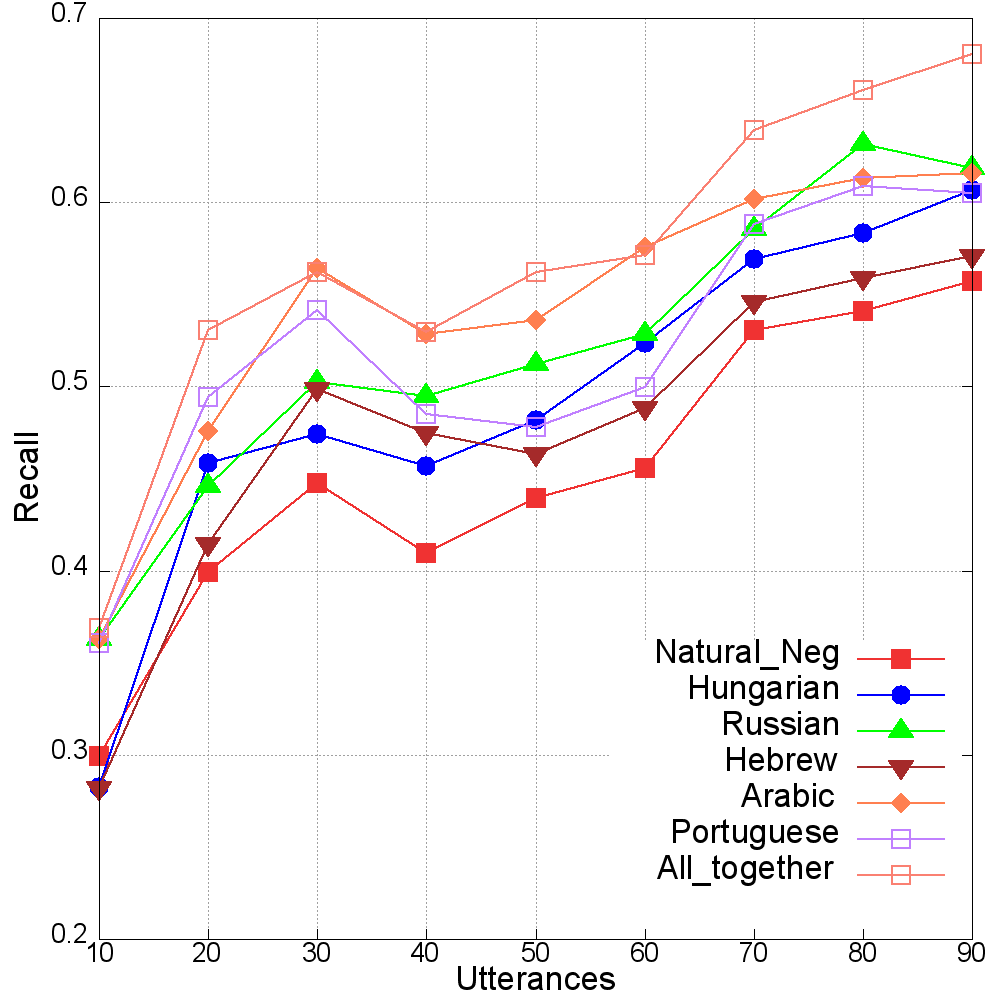 0.7
0.6
0.5
0.4
0.3
0.2
Recall
10 20 30 40 50 60 70 80 90
Utterances
Natural_Neg
Hungarian
Russian
Hebrew
Arabic
Portuguese
All_together